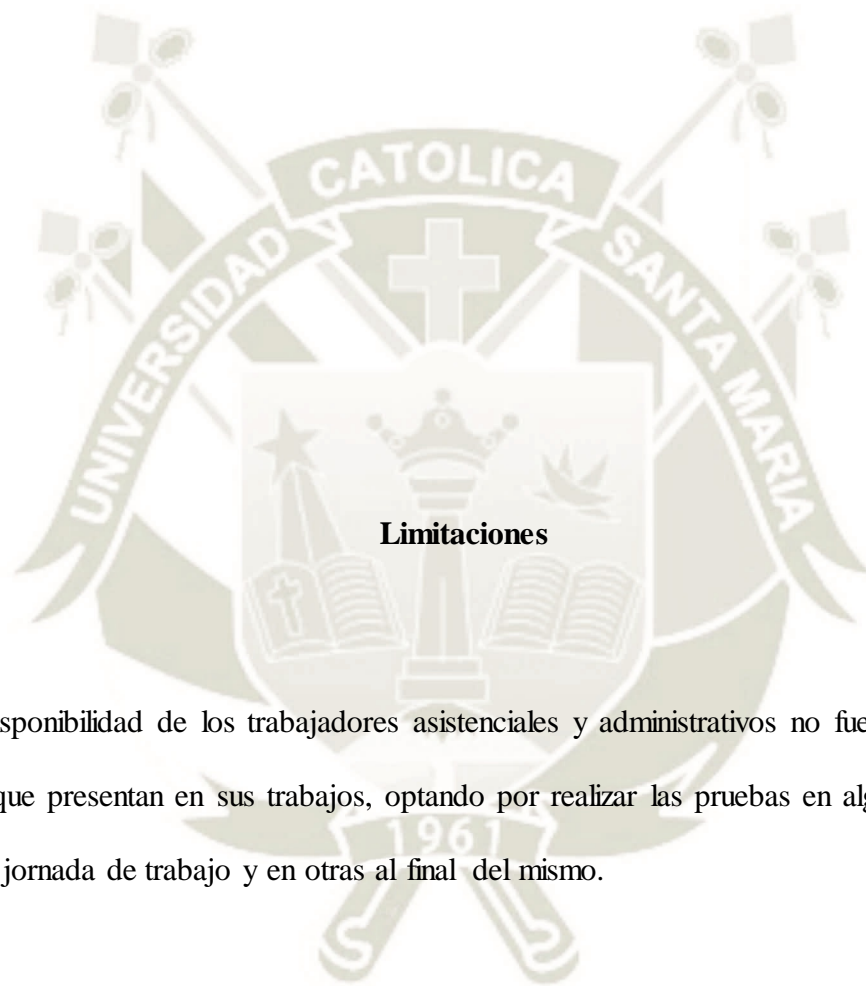 CATOLICA
UNIVERSIDAD
SANTA MARIA
Limitaciones
sponibilidad de los trabajadores asistenciales y administrativos no fue
que presentan en sus trabajos, optando por realizar las pruebas en alg
jornada de trabajo y en otras al final del mismo.
1961